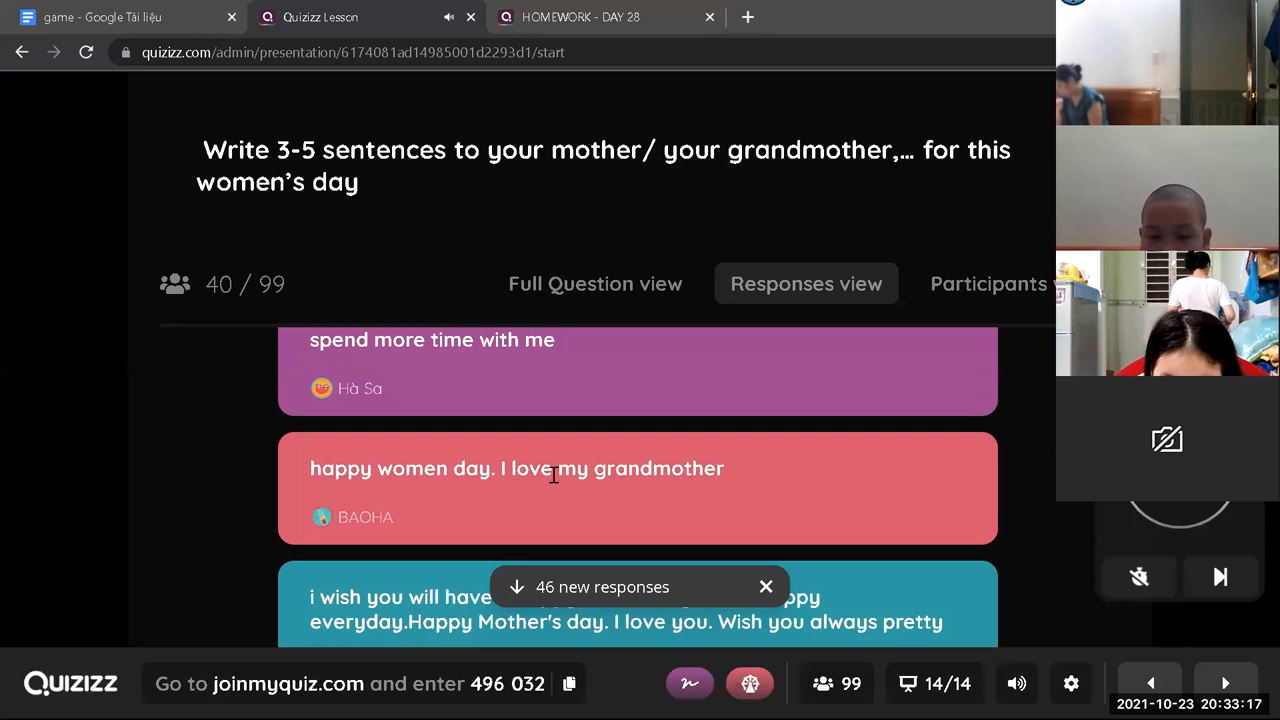 game - Google Tài liệu
Quizizz Lesson
HOMEWORK - DAY 28
quizizz.com/admin/presentation/6174081ad14985001d2293d1/start
Write 3-5 sentences to your mother/ your grandmother,... for this
women's day
40 / 99
Full Question view
Responses view
Participants
spend more time with me
Hà Sa
happy women day. I love my grandmother
BAOHA
46 new responses
i wish you will have
ppy
everyday.Happy Mother's day. I love you. Wish you always pretty
QUIZIZZ
Go to joinmyquiz.com and enter 496 032
99
14/14
2021-10-23 20:33:17